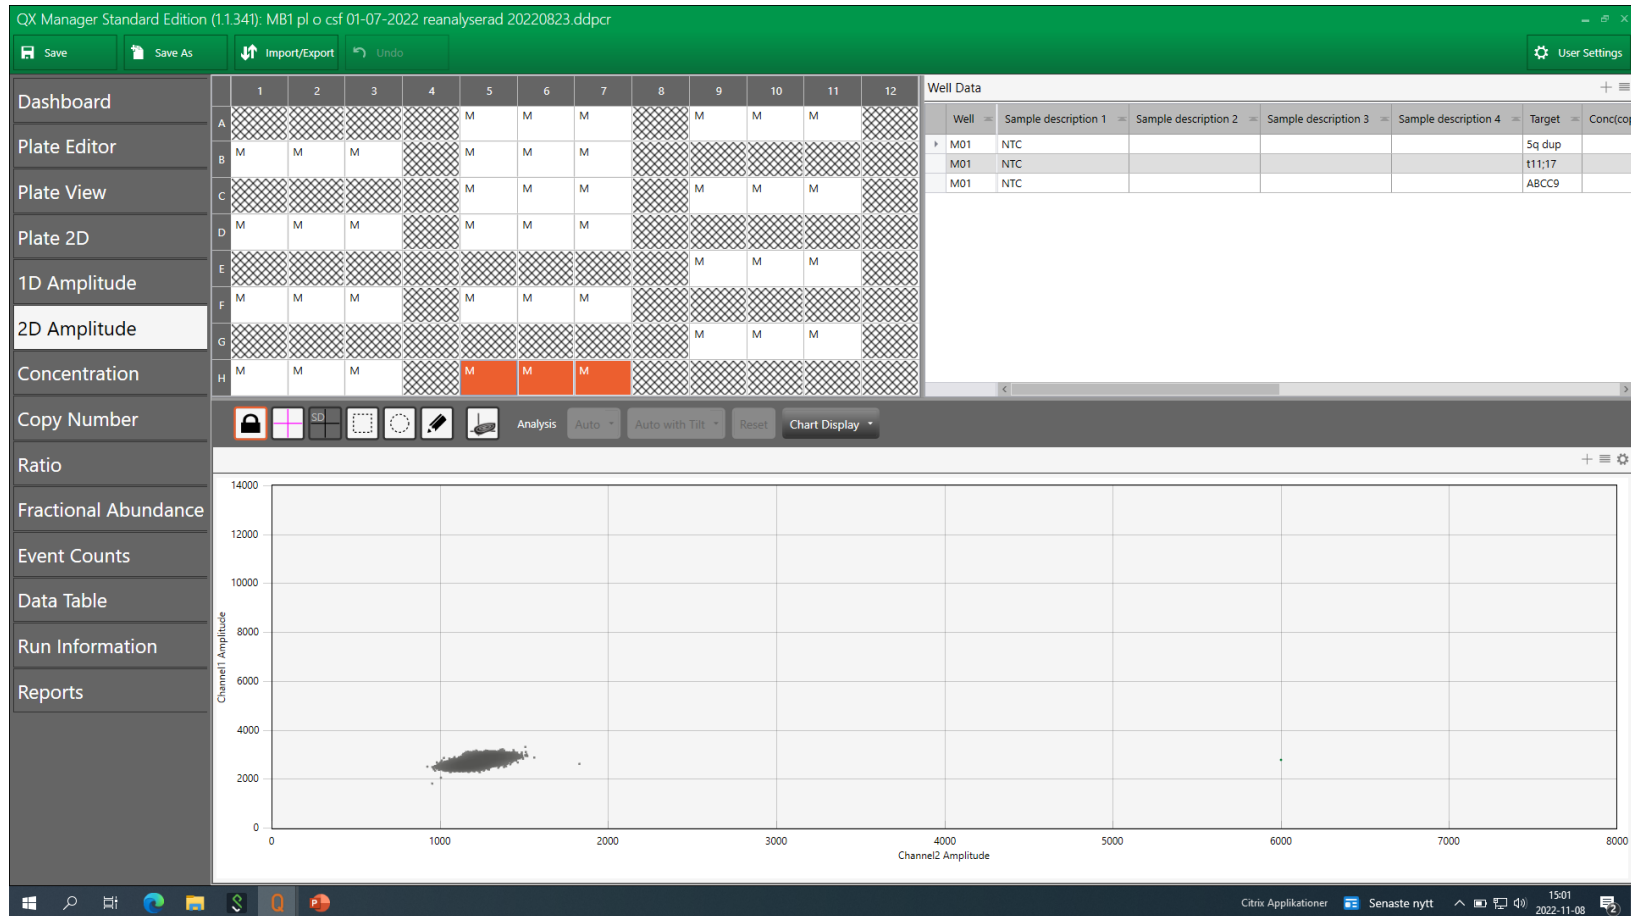 QX Manager Standard Edition (1.1.341): MB1 pl o csf 01-07-2022 reanalyserad 20220823.ddpcr
Save
Save As
Import/Export
Undo
User Settings
Dashboard
Plate Editor
Plate View
Plate 2D
1D Amplitude
2D Amplitude
Concentration
Copy Number
Ratio
Fractional Abundance
Event Counts
Data Table
Run Information
Reports
1 2 3 4 5 6 7 8 9 10 11 12
A M M M M M M
B M M M M M M
C M M M M M M
D M M M M M M
E M M M
F M M M M M M
G M M M
H M M M M M M
Well Data
Well Sample description 1 Sample description 2 Sample description 3 Sample description 4 Target Conc(cop
M01 NTC 5q dup
M01 NTC t11;17
M01 NTC ABCC9
SD
Analysis
Auto
Auto with Tilt
Reset
Chart Display
14000
12000
10000
8000
6000
4000
2000
0
Channel1 Amplitude
0 1000 2000 3000 4000 5000 6000 7000 8000
Channel2 Amplitude
Citrix Applikationer
Senaste nytt
15:01
2022-11-08
2